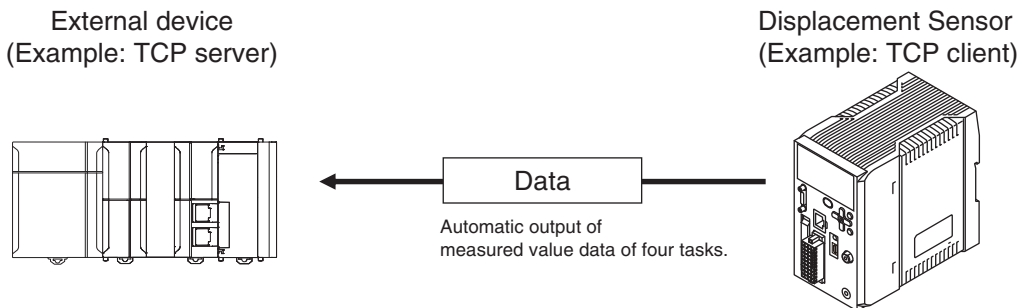 External device
(Example: TCP server)
Displacement Sensor
(Example: TCP client)
Data
Automatic output of
measured value data of four tasks.